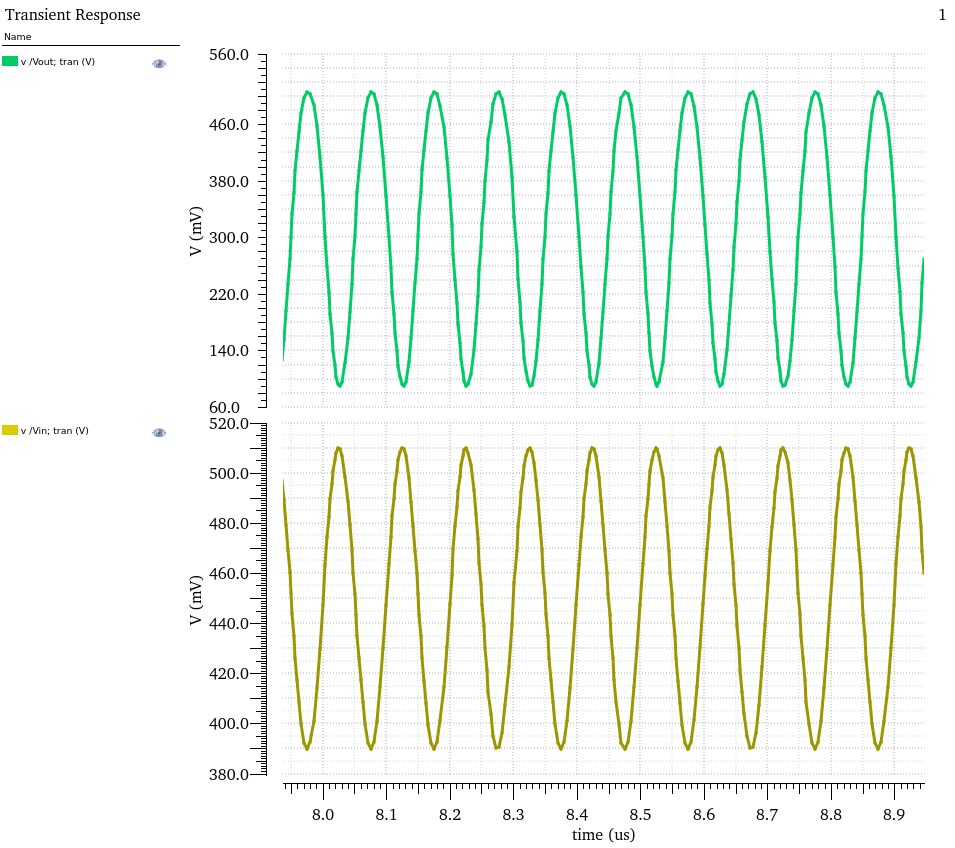 Transient Response 1
Name
v /Vout; tran (V)
560.0
460.0
380.0
300.0
220.0
140.0
60.0
V (mV)
v /Vin; tran (V)
520.0
500.0
480.0
460.0
440.0
420.0
400.0
380.0
V (mV)
8.0 8.1 8.2 8.3 8.4 8.5 8.6 8.7 8.8 8.9
time (us)